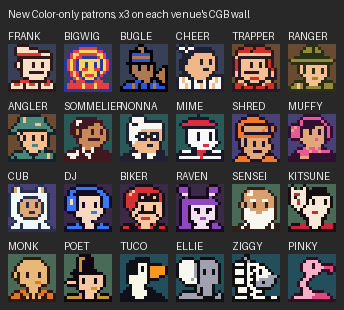 New Color-only patrons, x3 on each venue's CGB wall
FRANK BIGWIG BUGLE CHEER TRAPPER RANGER
ANGLER SOMMELIER NONNA MIME SHRED MUFFY
CUB DJ BIKER RAVEN SENSEI KITSUNE
MONK POET TUCO ELLIE ZIGGY PINKY